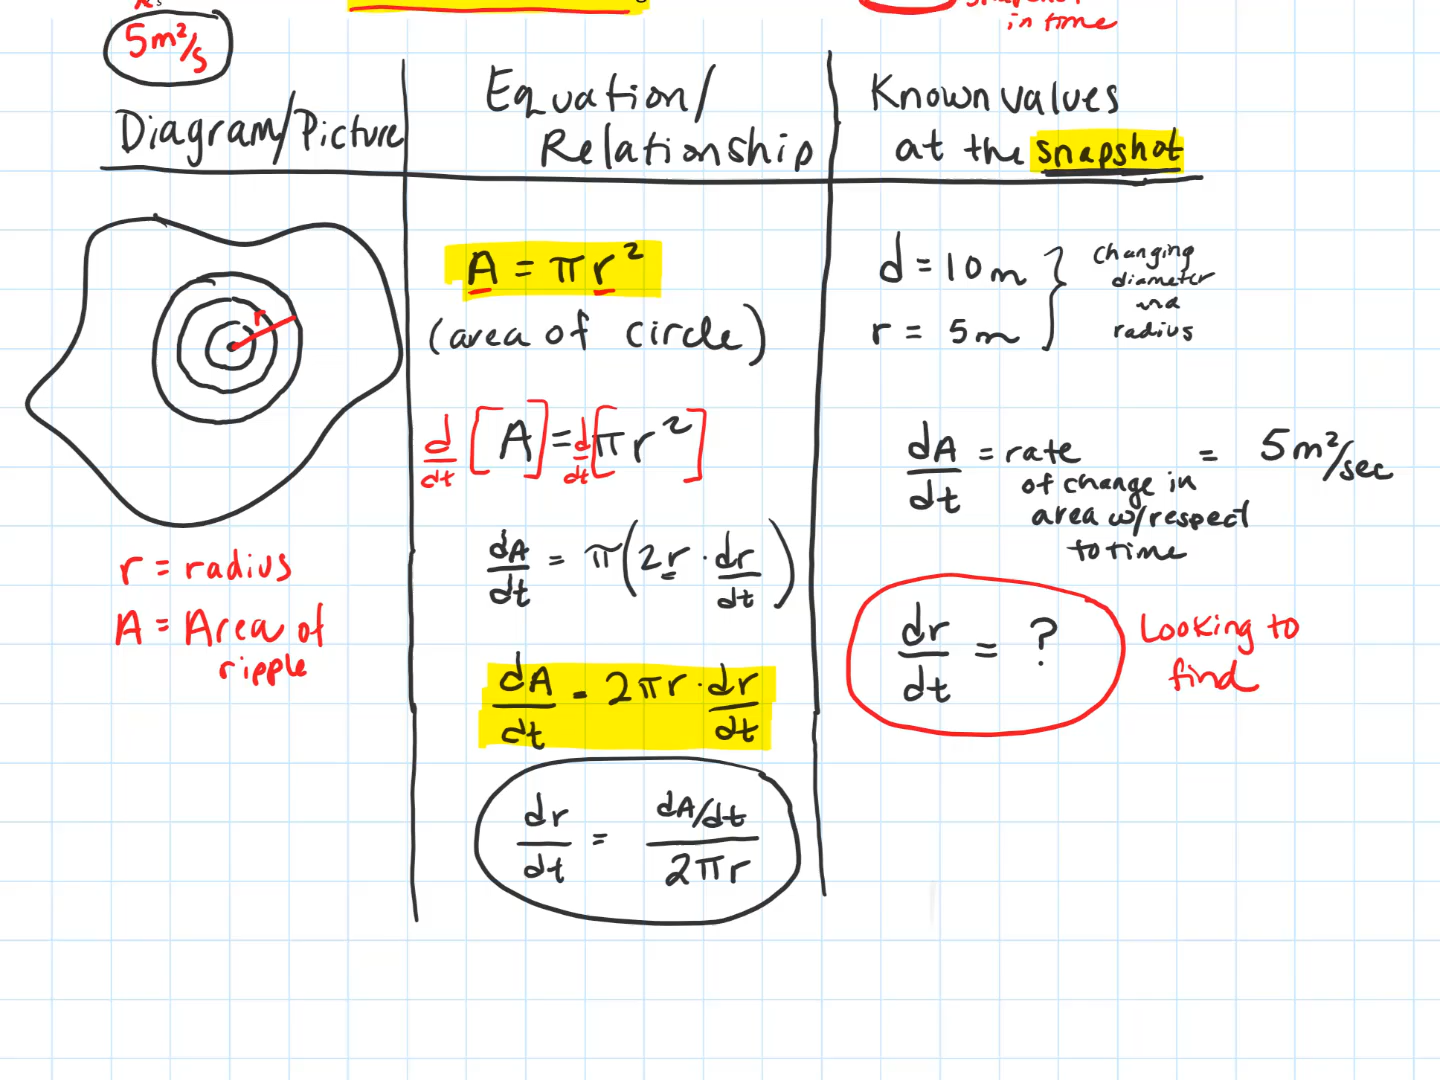 5m²/s
in time
Diagram/Picture
Equation/
Relationship
Known values
at the snapshot
r
r = radius
A = Area of
ripple
A = πr²
(area of circle)
d/dt [A] = d/dt [πr²]
dA/dt = π(2r · dr/dt)
dA/dt = 2πr · dr/dt
dr/dt = dA/dt / 2πr
d = 10m
r = 5m
changing
diameter
radius
dA/dt = rate
of change in
area w/respect
to time
= 5m²/sec
dr/dt = ?
Looking to
find